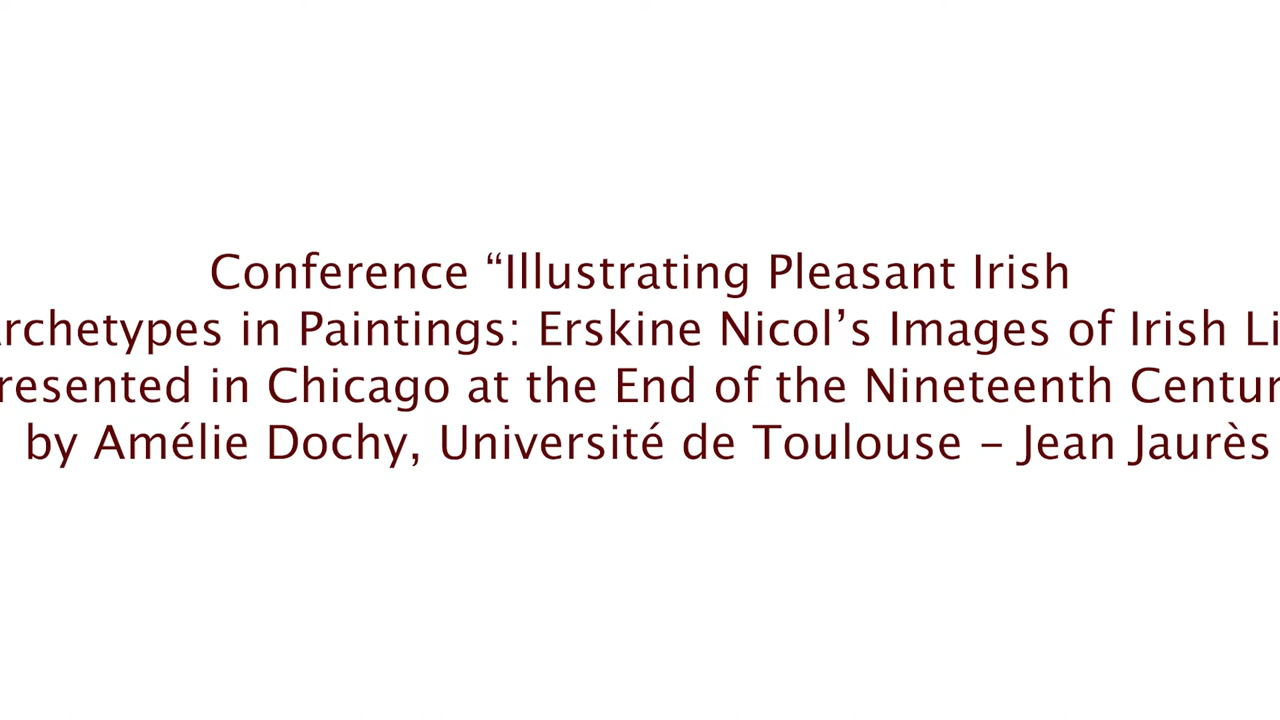 Conference “Illustrating Pleasant Irish
rchetypes in Paintings: Erskine Nicol’s Images of Irish Li
resented in Chicago at the End of the Nineteenth Centur
by Amélie Dochy, Université de Toulouse – Jean Jaurès